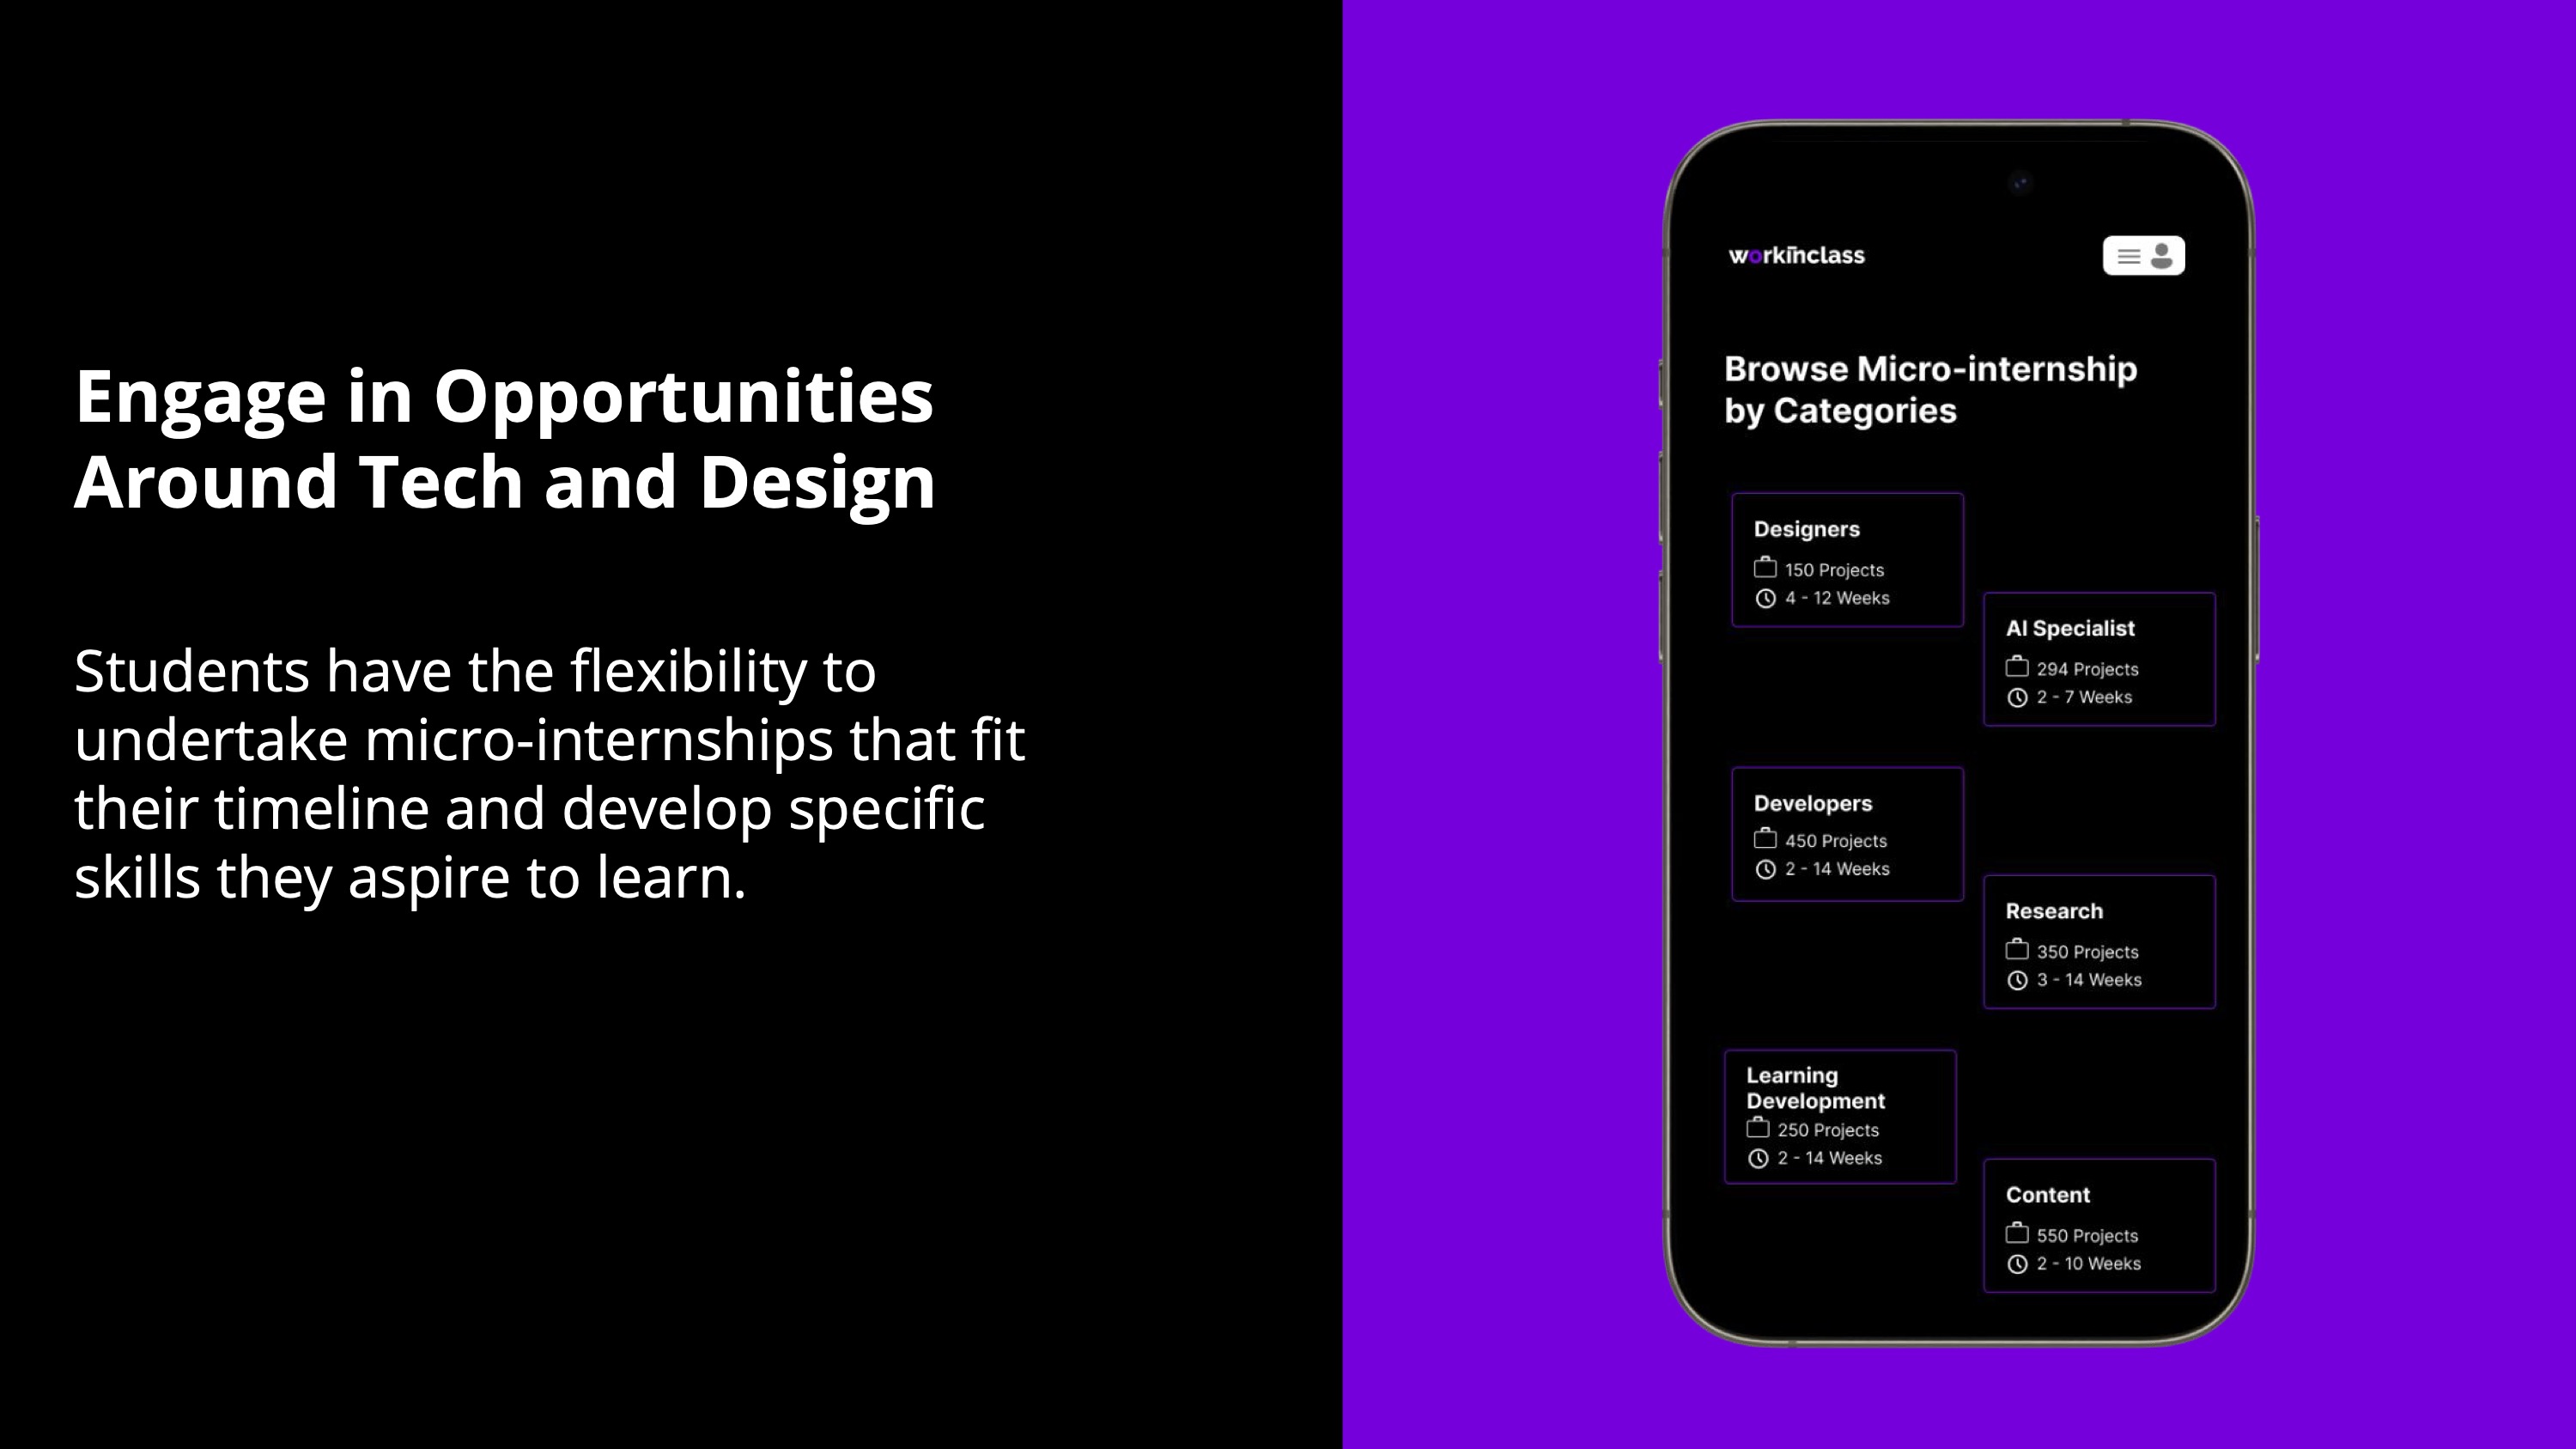 Engage in Opportunities
Around Tech and Design
Students have the flexibility to
undertake micro-internships that fit
their timeline and develop specific
skills they aspire to learn.
workinclass
Browse Micro-internship
by Categories
Designers
150 Projects
4 - 12 Weeks
AI Specialist
294 Projects
2 - 7 Weeks
Developers
450 Projects
2 - 14 Weeks
Research
350 Projects
3 - 14 Weeks
Learning
Development
250 Projects
2 - 14 Weeks
Content
550 Projects
2 - 10 Weeks